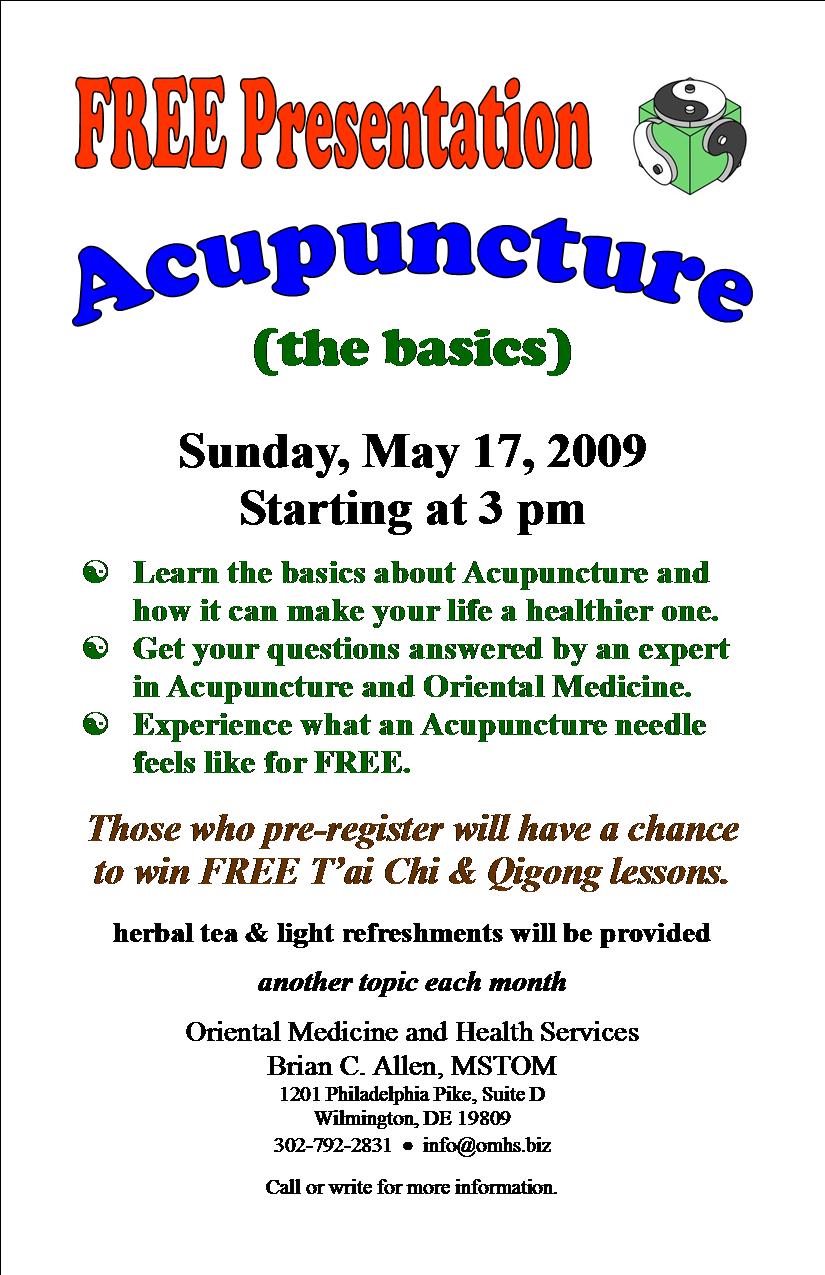 FREE Presentation
Acupuncture
(the basics)
Sunday, May 17, 2009
Starting at 3 pm
☯ Learn the basics about Acupuncture and
how it can make your life a healthier one.
☯ Get your questions answered by an expert
in Acupuncture and Oriental Medicine.
☯ Experience what an Acupuncture needle
feels like for FREE.
Those who pre-register will have a chance
to win FREE T’ai Chi & Qigong lessons.
herbal tea & light refreshments will be provided
another topic each month
Oriental Medicine and Health Services
Brian C. Allen, MSTOM
1201 Philadelphia Pike, Suite D
Wilmington, DE 19809
302-792-2831 • info@omhs.biz
Call or write for more information.